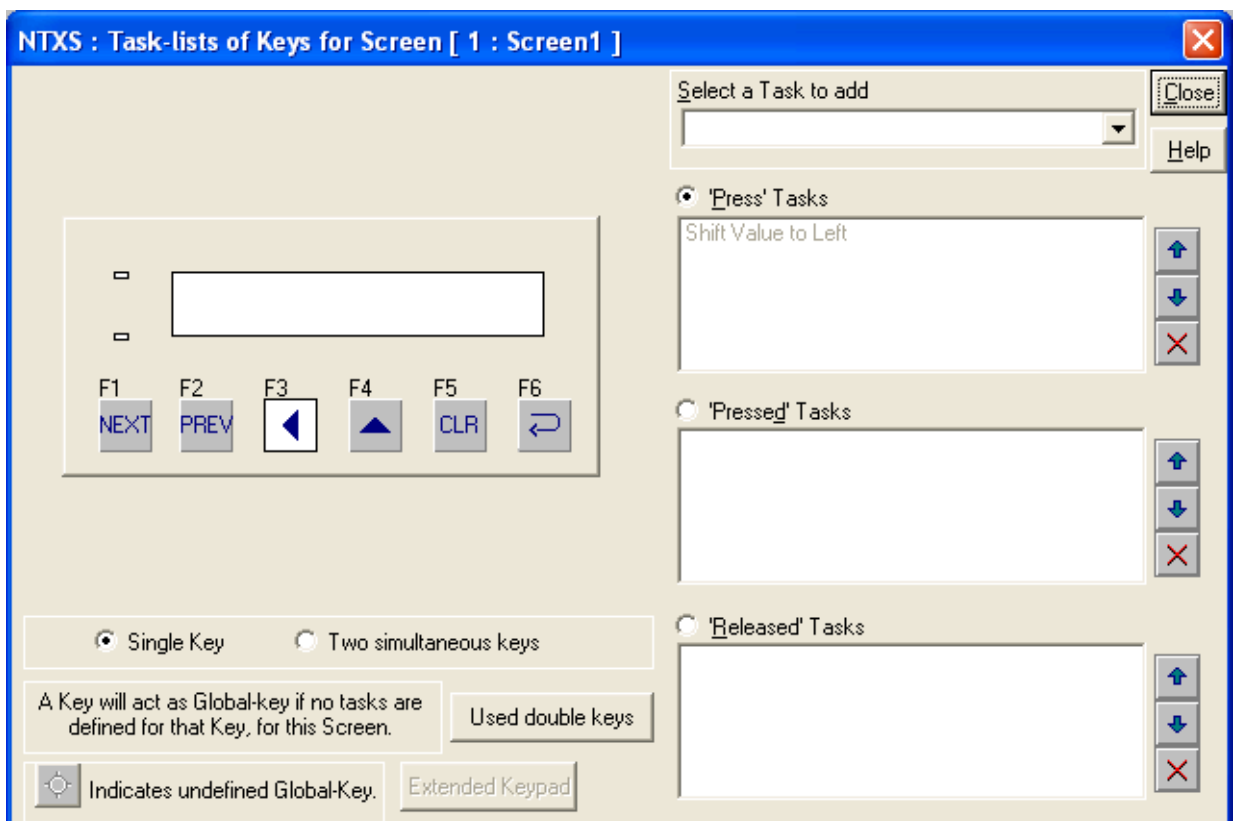 NTXS : Task-lists of Keys for Screen [ 1 : Screen1 ]
Select a Task to add
Close
Help
'Press' Tasks
Shift Value to Left
F1 F2 F3 F4 F5 F6
NEXT PREV CLR
'Pressed' Tasks
'Released' Tasks
Single Key Two simultaneous keys
A Key will act as Global-key if no tasks are
defined for that Key, for this Screen.
Used double keys
Indicates undefined Global-Key.
Extended Keypad